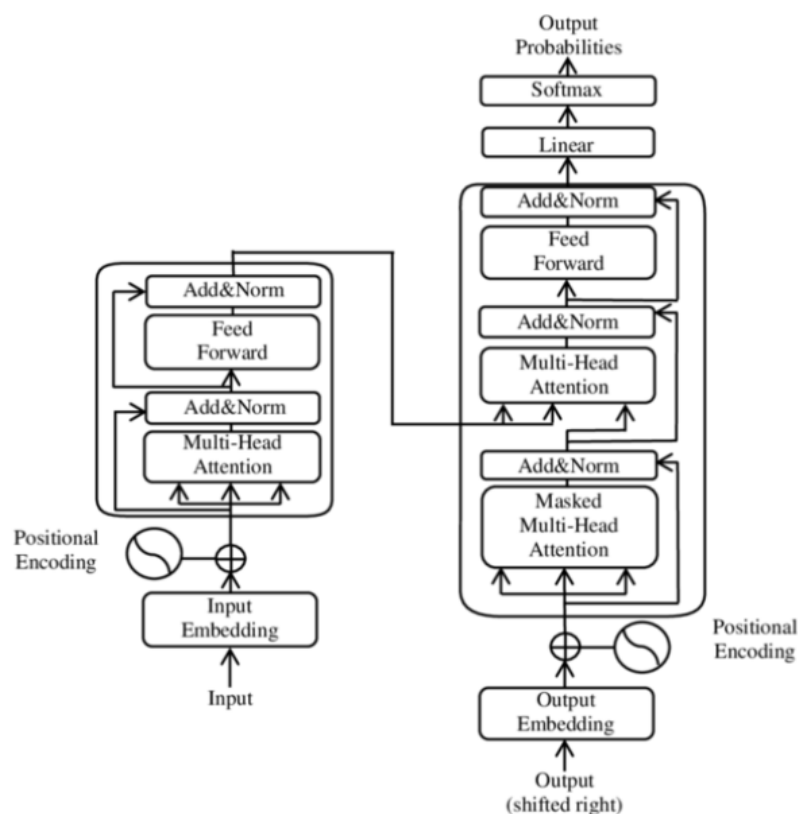 Output
Probabilities
Softmax
Linear
Add&Norm
Feed
Forward
Add&Norm
Multi-Head
Attention
Add&Norm
Masked
Multi-Head
Attention
Positional
Encoding
Output
Embedding
Output
(shifted right)
Add&Norm
Feed
Forward
Add&Norm
Multi-Head
Attention
Positional
Encoding
Input
Embedding
Input